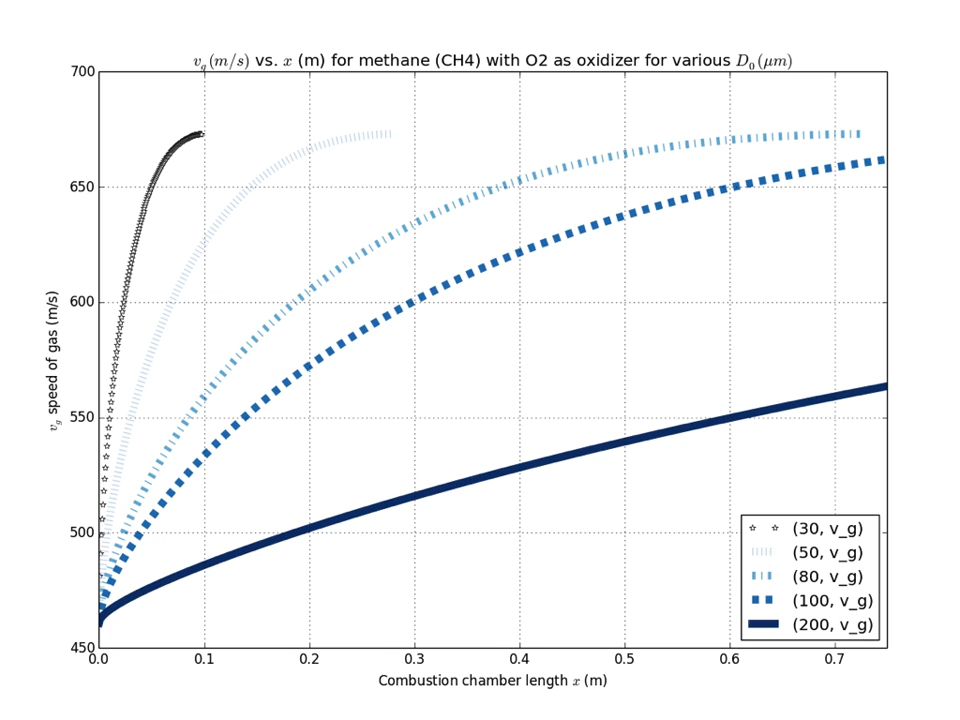 v_g(m/s) vs. x (m) for methane (CH4) with O2 as oxidizer for various D_0(μm)
700
650
600
550
500
450
v_g speed of gas (m/s)
(30, v_g)
(50, v_g)
(80, v_g)
(100, v_g)
(200, v_g)
0.0 0.1 0.2 0.3 0.4 0.5 0.6 0.7
Combustion chamber length x (m)